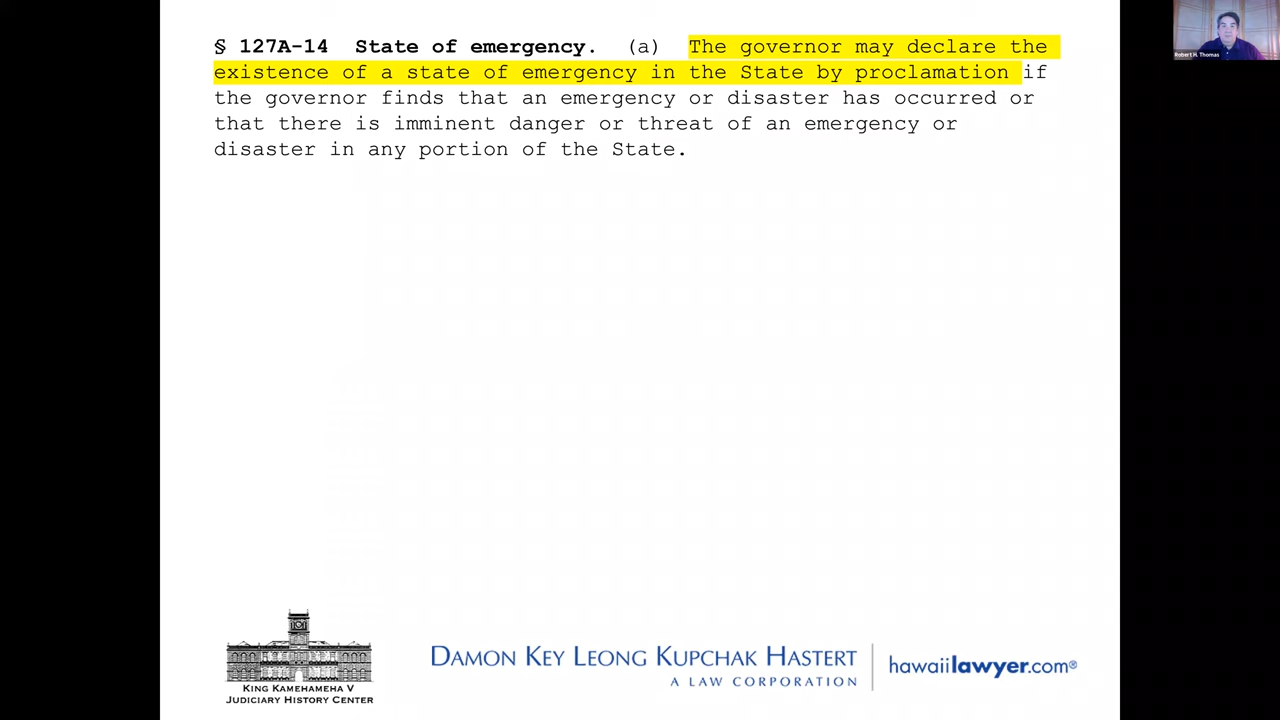 § 127A-14 State of emergency. (a) The governor may declare the
existence of a state of emergency in the State by proclamation if
the governor finds that an emergency or disaster has occurred or
that there is imminent danger or threat of an emergency or
disaster in any portion of the State.
Robert H. Thomas
KING KAMEHAMEHA V
JUDICIARY HISTORY CENTER
DAMON KEY LEONG KUPCHAK HASTERT
A LAW CORPORATION
hawaiilawyer.com®